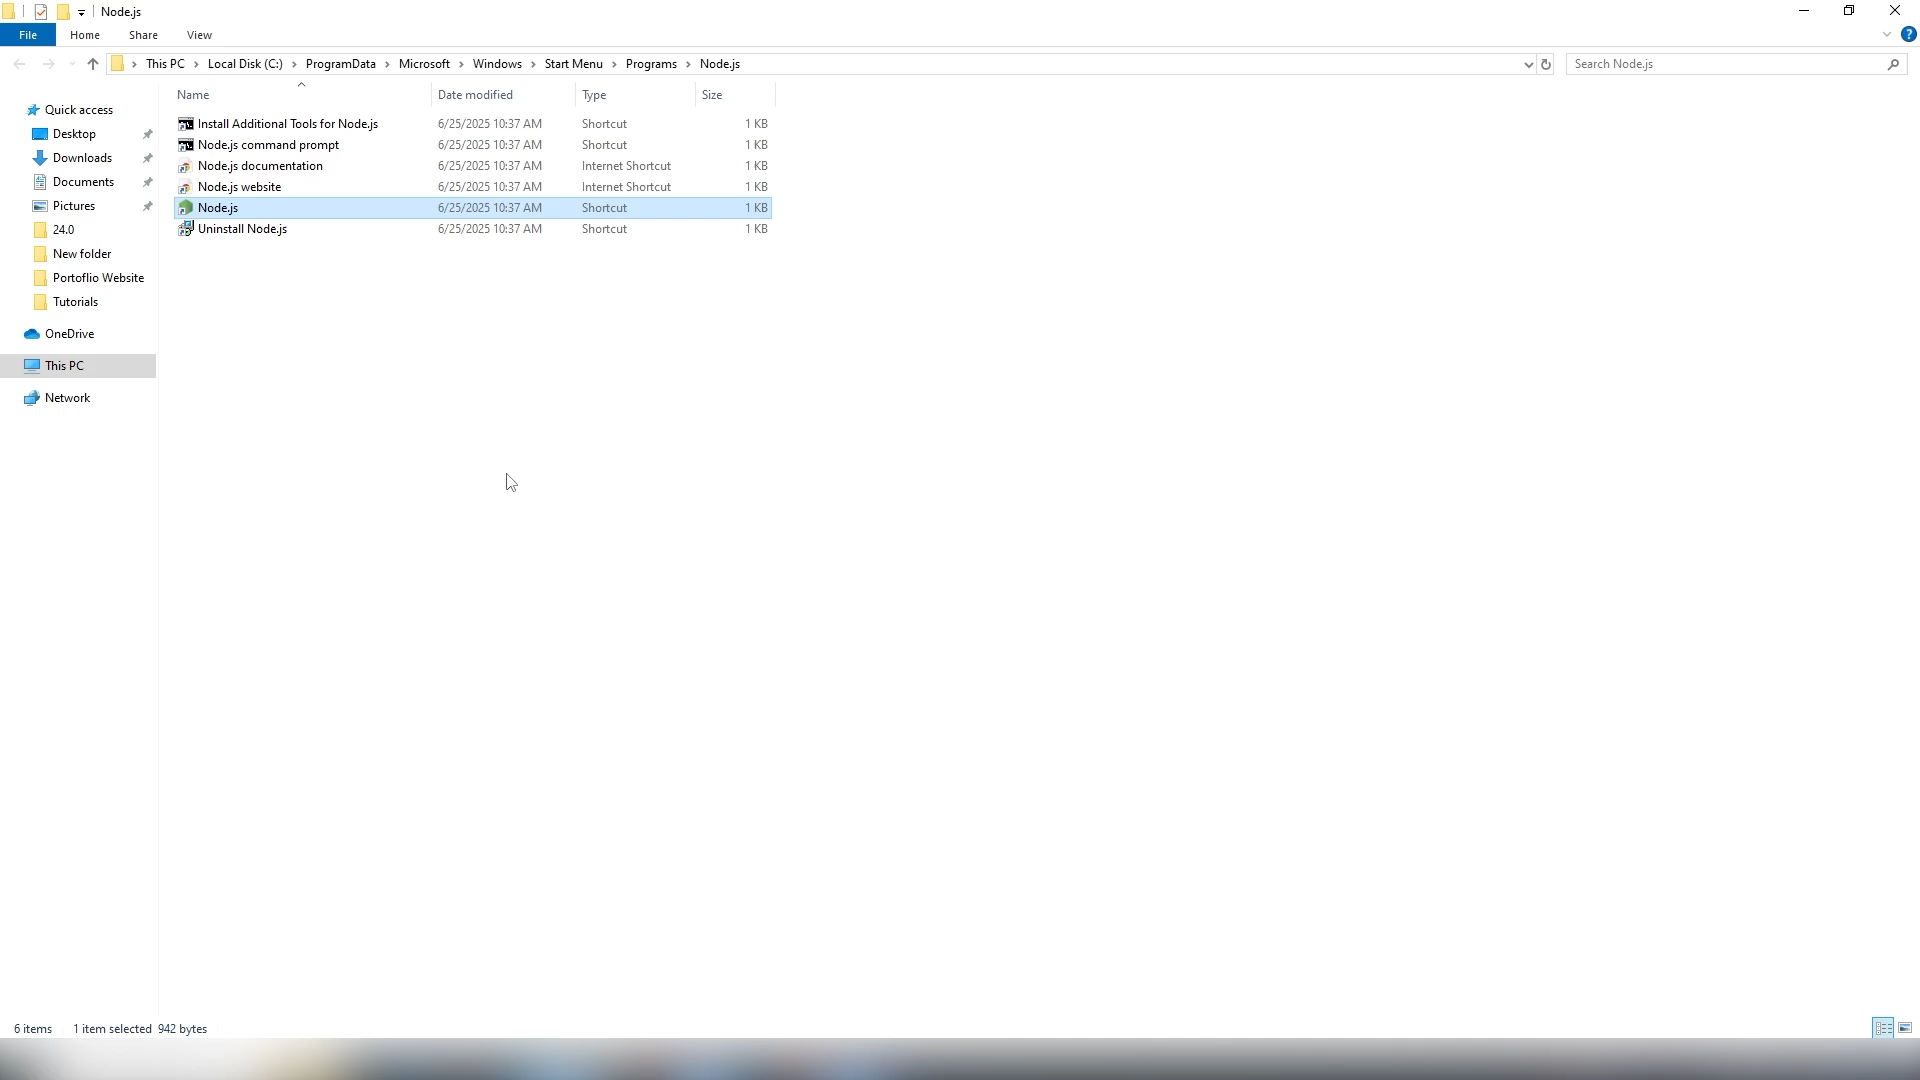 Node.js
File Home Share View
This PC Local Disk (C:) ProgramData Microsoft Windows Start Menu Programs Node.js Search Node.js
Name Date modified Type Size
Quick access
Desktop
Downloads
Documents
Pictures
24.0
New folder
Portoflio Website
Tutorials
OneDrive
This PC
Network
Install Additional Tools for Node.js 6/25/2025 10:37 AM Shortcut 1 KB
Node.js command prompt 6/25/2025 10:37 AM Shortcut 1 KB
Node.js documentation 6/25/2025 10:37 AM Internet Shortcut 1 KB
Node.js website 6/25/2025 10:37 AM Internet Shortcut 1 KB
Node.js 6/25/2025 10:37 AM Shortcut 1 KB
Uninstall Node.js 6/25/2025 10:37 AM Shortcut 1 KB
6 items 1 item selected 942 bytes